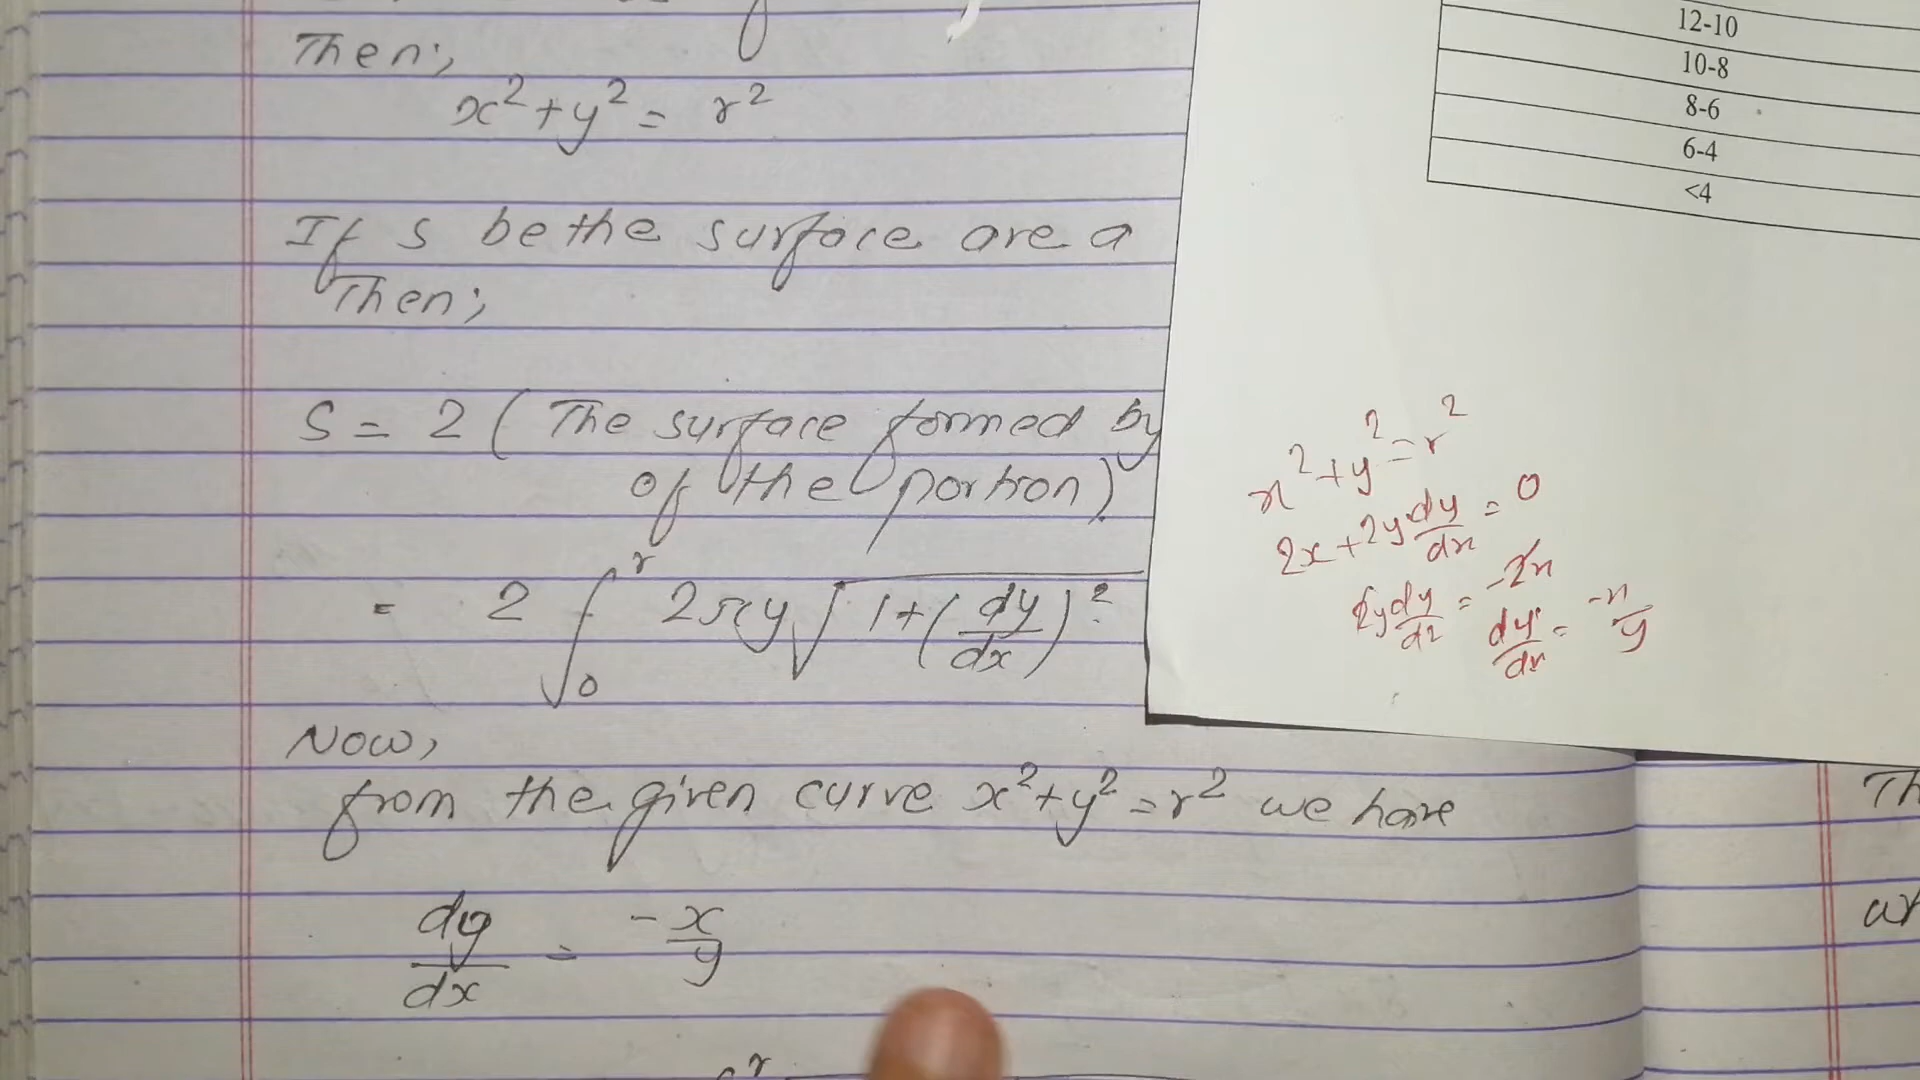 Then;
x² + y² = r²
If S be the surface area
Then;
S = 2 ( The surface formed by
of the portion)
= 2 ∫₀ʳ 2πy √1+(dy/dx)²
Now,
from the given curve x²+y²=r² we have
dy/dx = -x/y
r
12-10
10-8
8-6
6-4
<4
x²+y²=r²
2x+2y dy/dx = 0
2y dy/dx = -2x
dy/dx = -x/y
Th